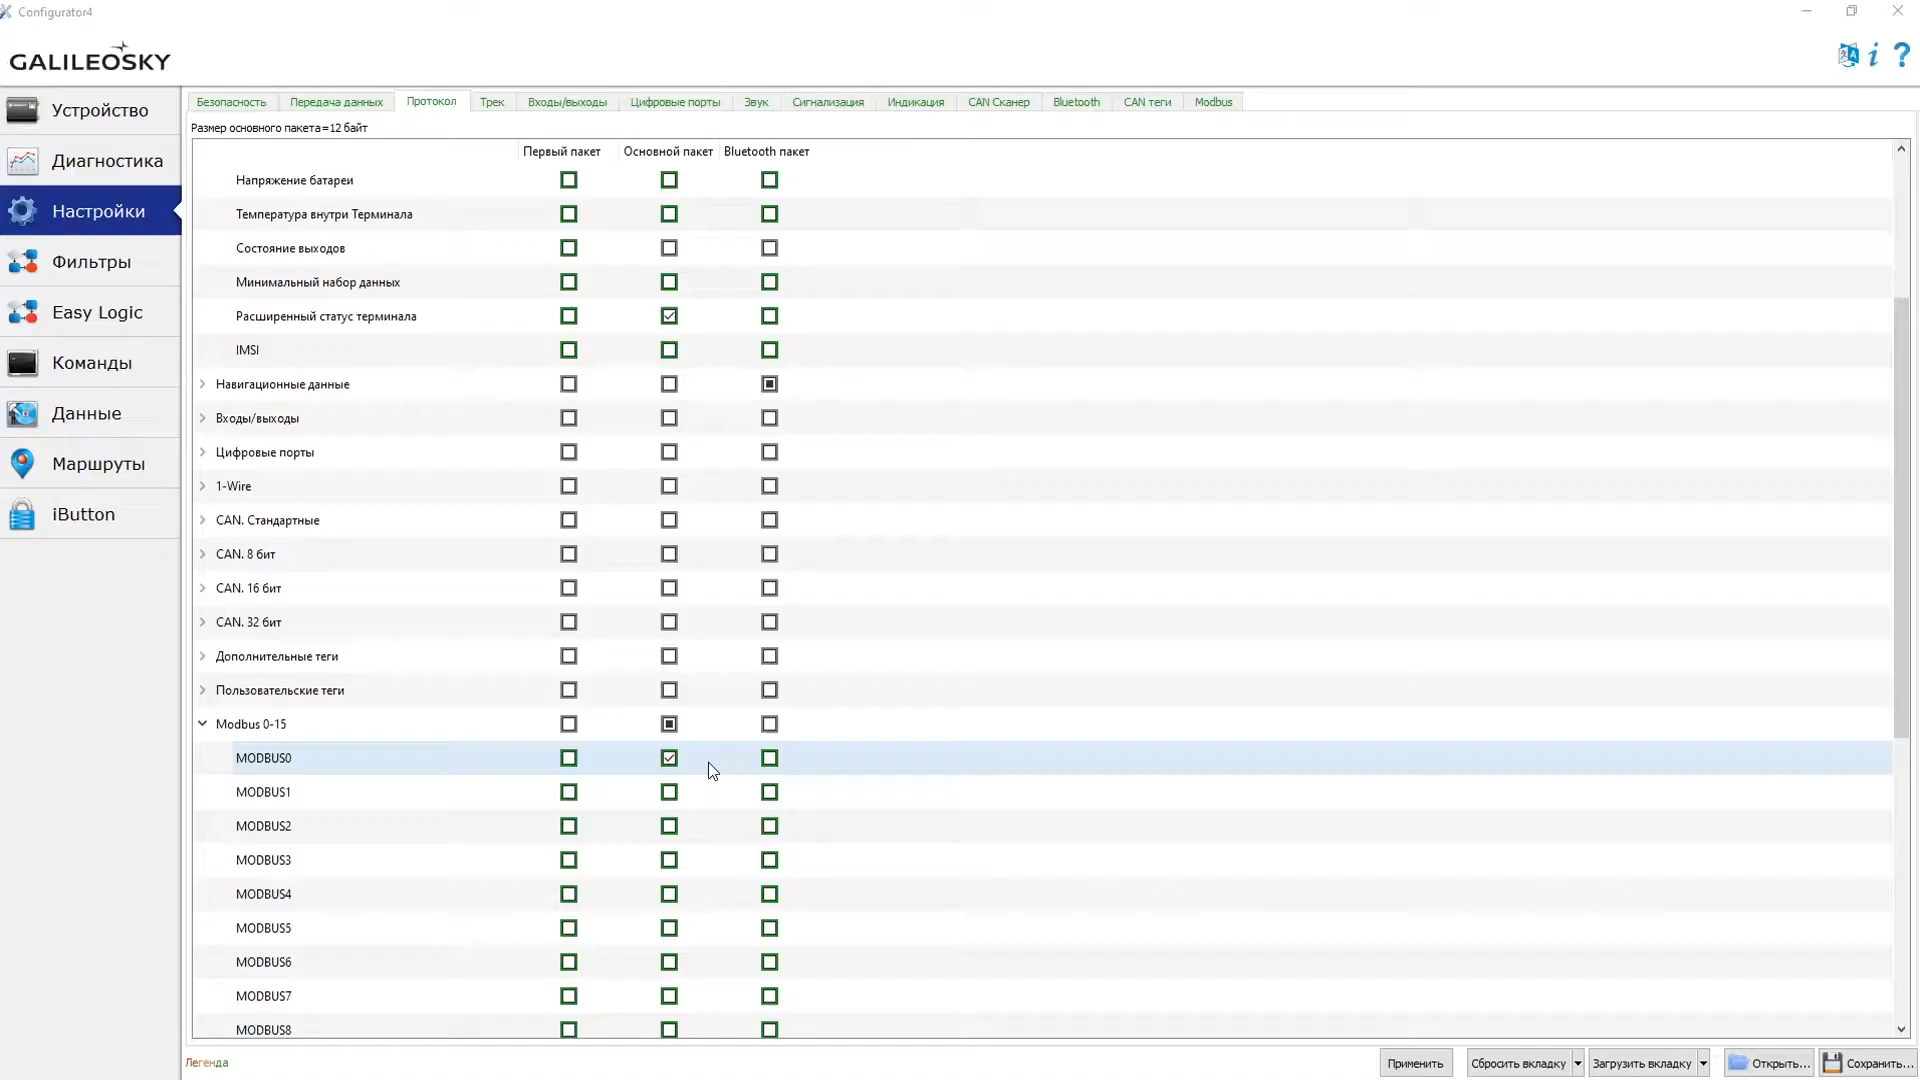 Configurator4
GALILEOSKY
Устройство
Диагностика
Настройки
Фильтры
Easy Logic
Команды
Данные
Маршруты
iButton
Безопасность Передача данных Протокол Трек Входы/выходы Цифровые порты Звук Сигнализация Индикация CAN Сканер Bluetooth CAN теги Modbus
Размер основного пакета=12 байт
Первый пакет Основной пакет Bluetooth пакет
Напряжение батареи
Температура внутри Терминала
Состояние выходов
Минимальный набор данных
Расширенный статус терминала
IMSI
Навигационные данные
Входы/выходы
Цифровые порты
1-Wire
CAN. Стандартные
CAN. 8 бит
CAN. 16 бит
CAN. 32 бит
Дополнительные теги
Пользовательские теги
Modbus 0-15
MODBUS0
MODBUS1
MODBUS2
MODBUS3
MODBUS4
MODBUS5
MODBUS6
MODBUS7
MODBUS8
Легенда
Применить Сбросить вкладку Загрузить вкладку Открыть... Сохранить...